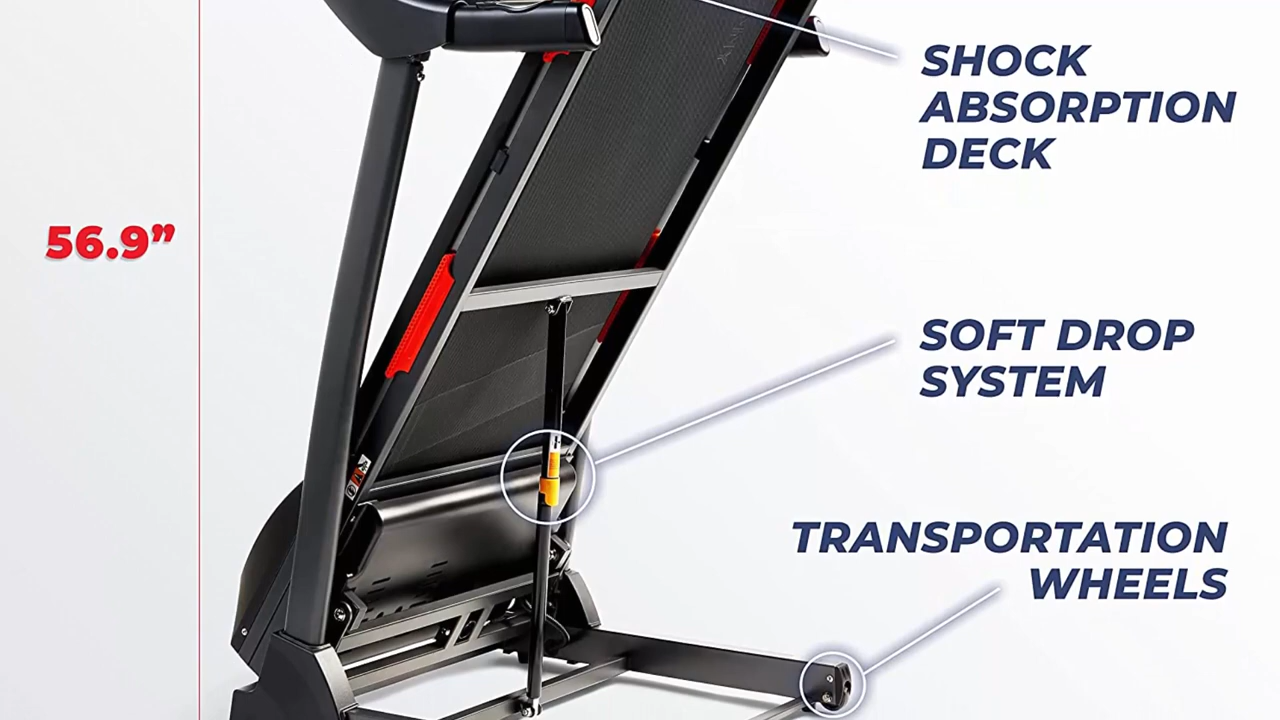 SHOCK
ABSORPTION
DECK
56.9”
SOFT DROP
SYSTEM
TRANSPORTATION
WHEELS